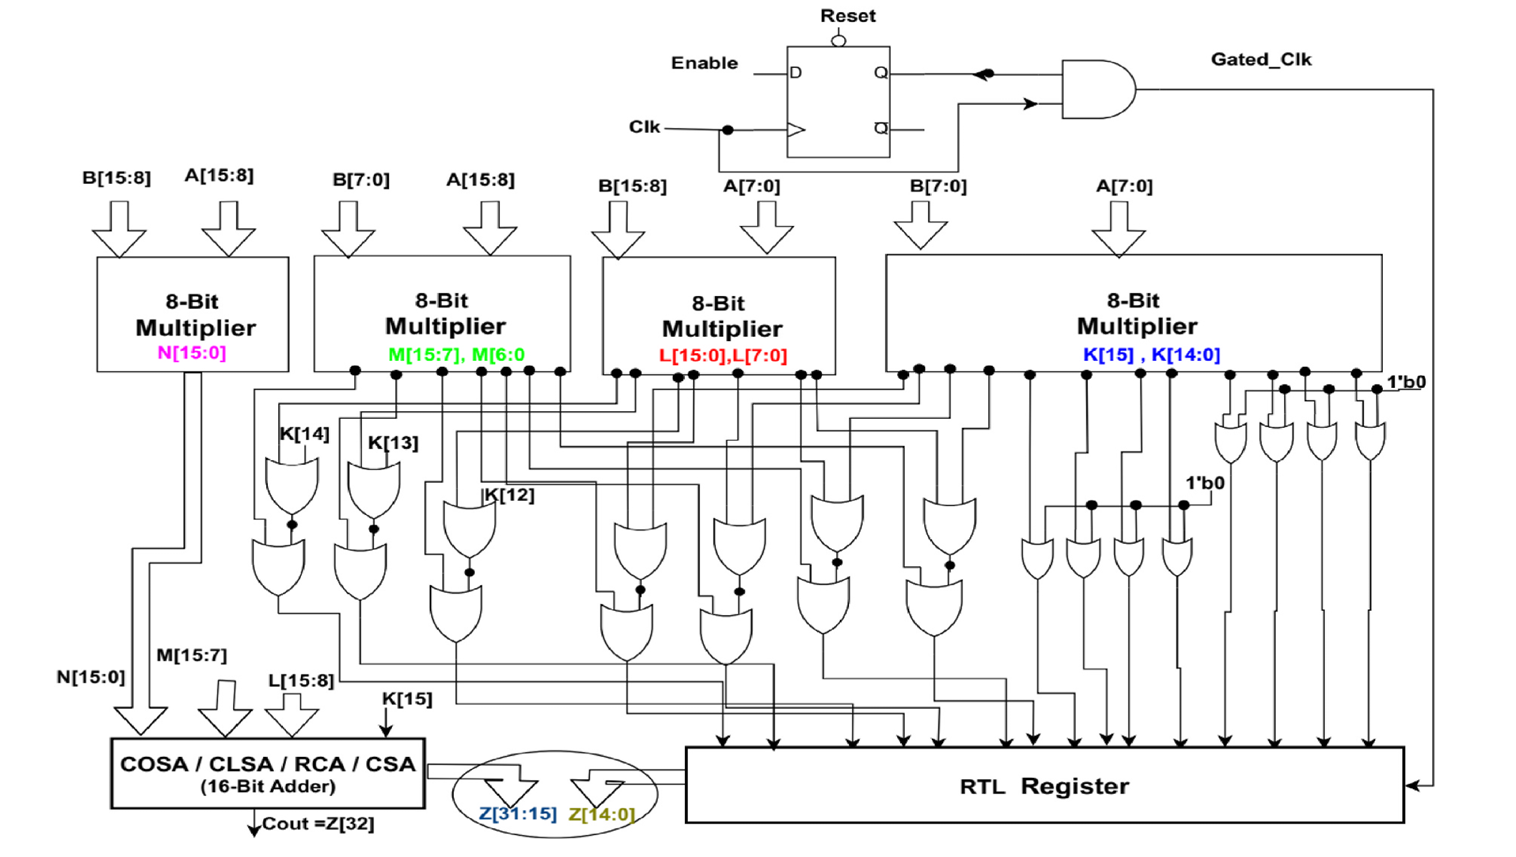 Reset
Enable
D
Q
Gated_Clk
Clk
Q
B[15:8]
A[15:8]
B[7:0]
A[15:8]
B[15:8]
A[7:0]
B[7:0]
A[7:0]
8-Bit
Multiplier
N[15:0]
8-Bit
Multiplier
M[15:7], M[6:0
8-Bit
Multiplier
L[15:0],L[7:0]
8-Bit
Multiplier
K[15] , K[14:0]
1'b0
K[14]
K[13]
K[12]
1'b0
N[15:0]
M[15:7]
L[15:8]
K[15]
COSA / CLSA / RCA / CSA
(16-Bit Adder)
Cout =Z[32]
Z[31:15]
Z[14:0]
RTL Register